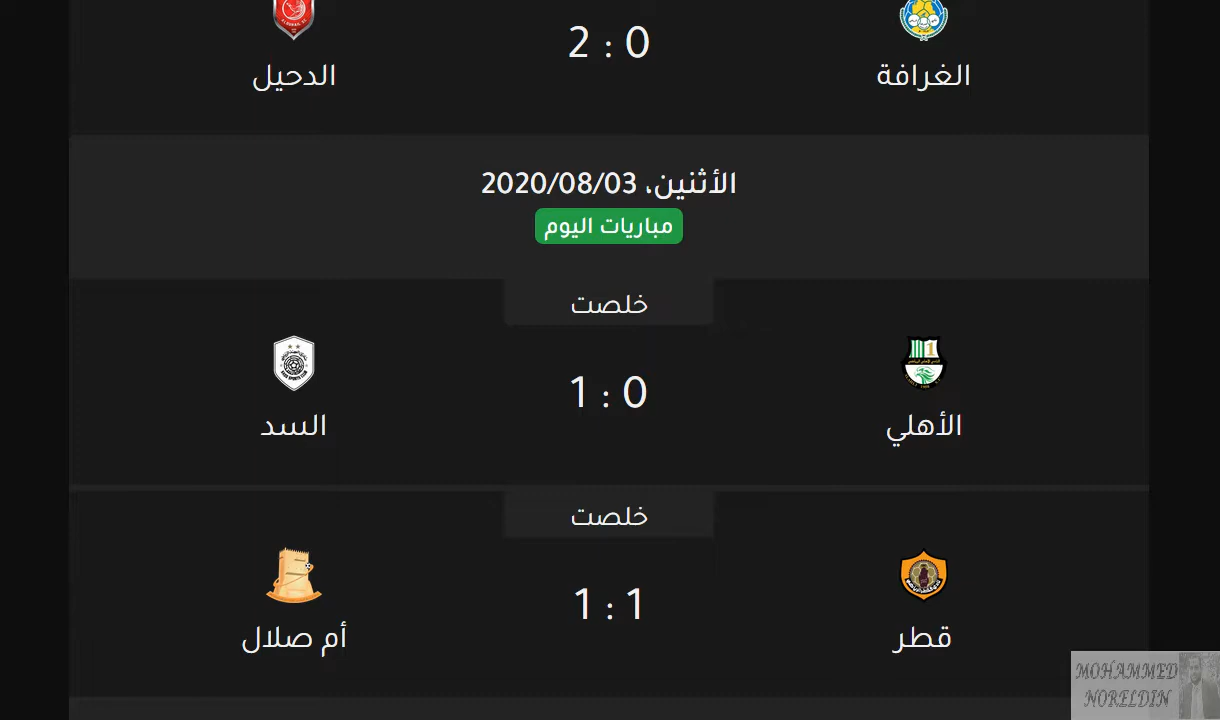 2 : 0
الغرافة
الدحيل
الأثنين، 2020/08/03
مباريات اليوم
خلصت
1 : 0
الأهلي
السد
خلصت
1 : 1
قطر
أم صلال
MOHAMMED
NORELDIN